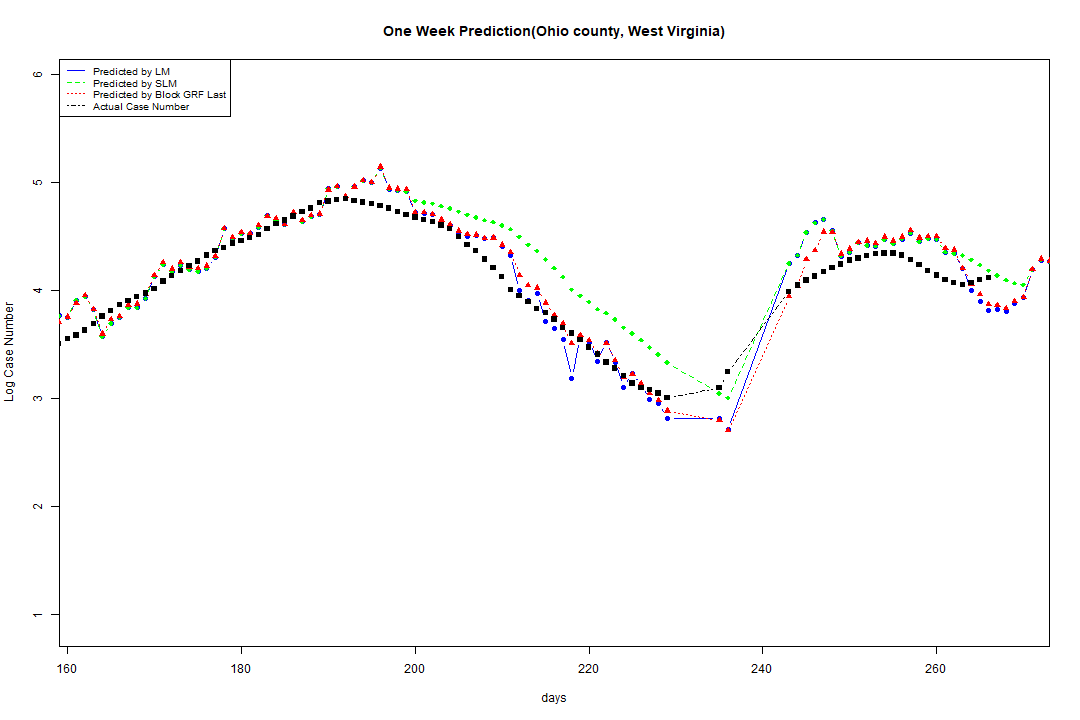 One Week Prediction(Ohio county, West Virginia)
Predicted by LM
Predicted by SLM
Predicted by Block GRF Last
Actual Case Number
6
5
4
3
2
1
Log Case Number
160 180 200 220 240 260
days